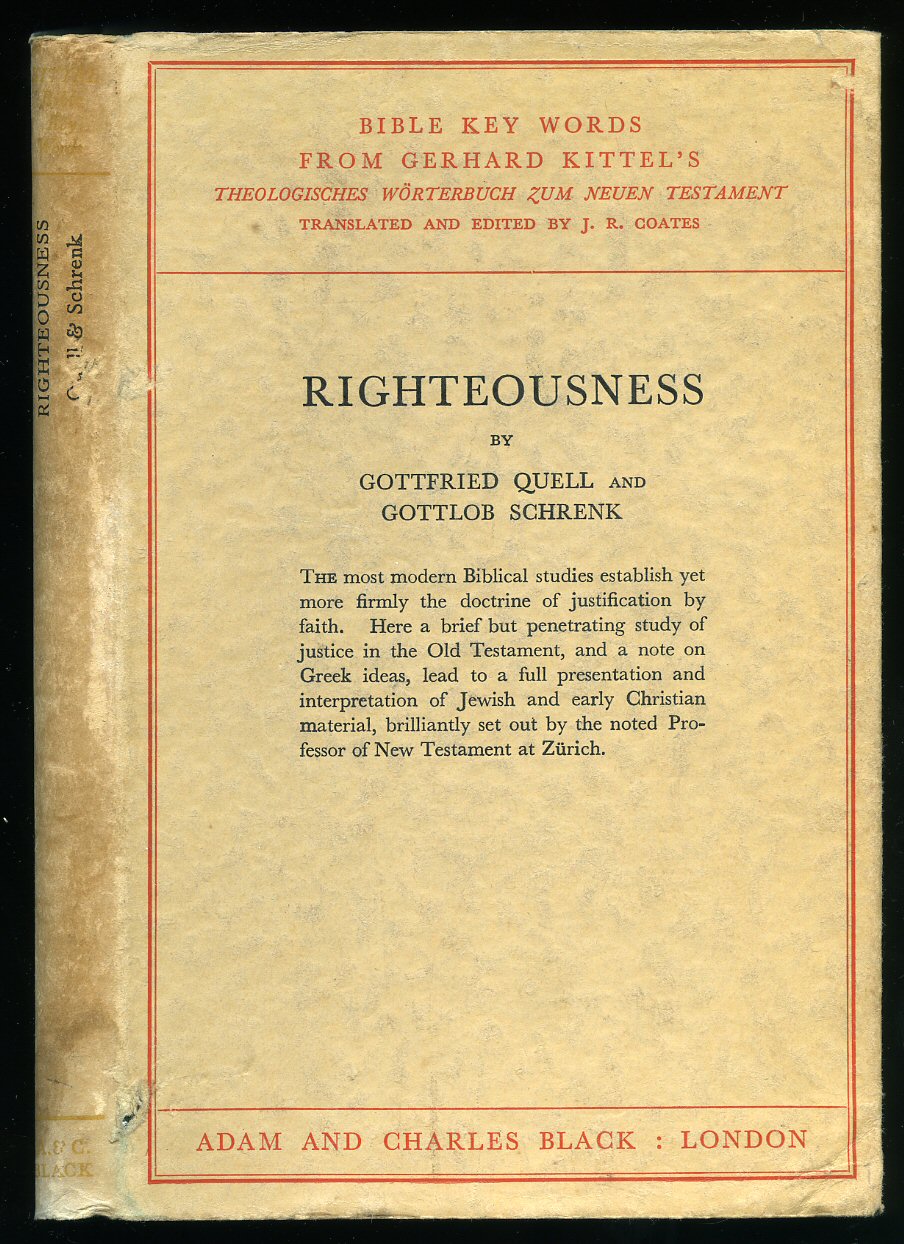 BIBLE KEY WORDS
FROM GERHARD KITTEL'S
THEOLOGISCHES WÖRTERBUCH ZUM NEUEN TESTAMENT
TRANSLATED AND EDITED BY J. R. COATES
RIGHTEOUSNESS
BY
GOTTFRIED QUELL AND
GOTTLOB SCHRENK
THE most modern Biblical studies establish yet
more firmly the doctrine of justification by
faith. Here a brief but penetrating study of
justice in the Old Testament, and a note on
Greek ideas, lead to a full presentation and
interpretation of Jewish and early Christian
material, brilliantly set out by the noted Pro-
fessor of New Testament at Zürich.
ADAM AND CHARLES BLACK : LONDON
RIGHTEOUSNESS
& Schrenk
& C.
BLACK